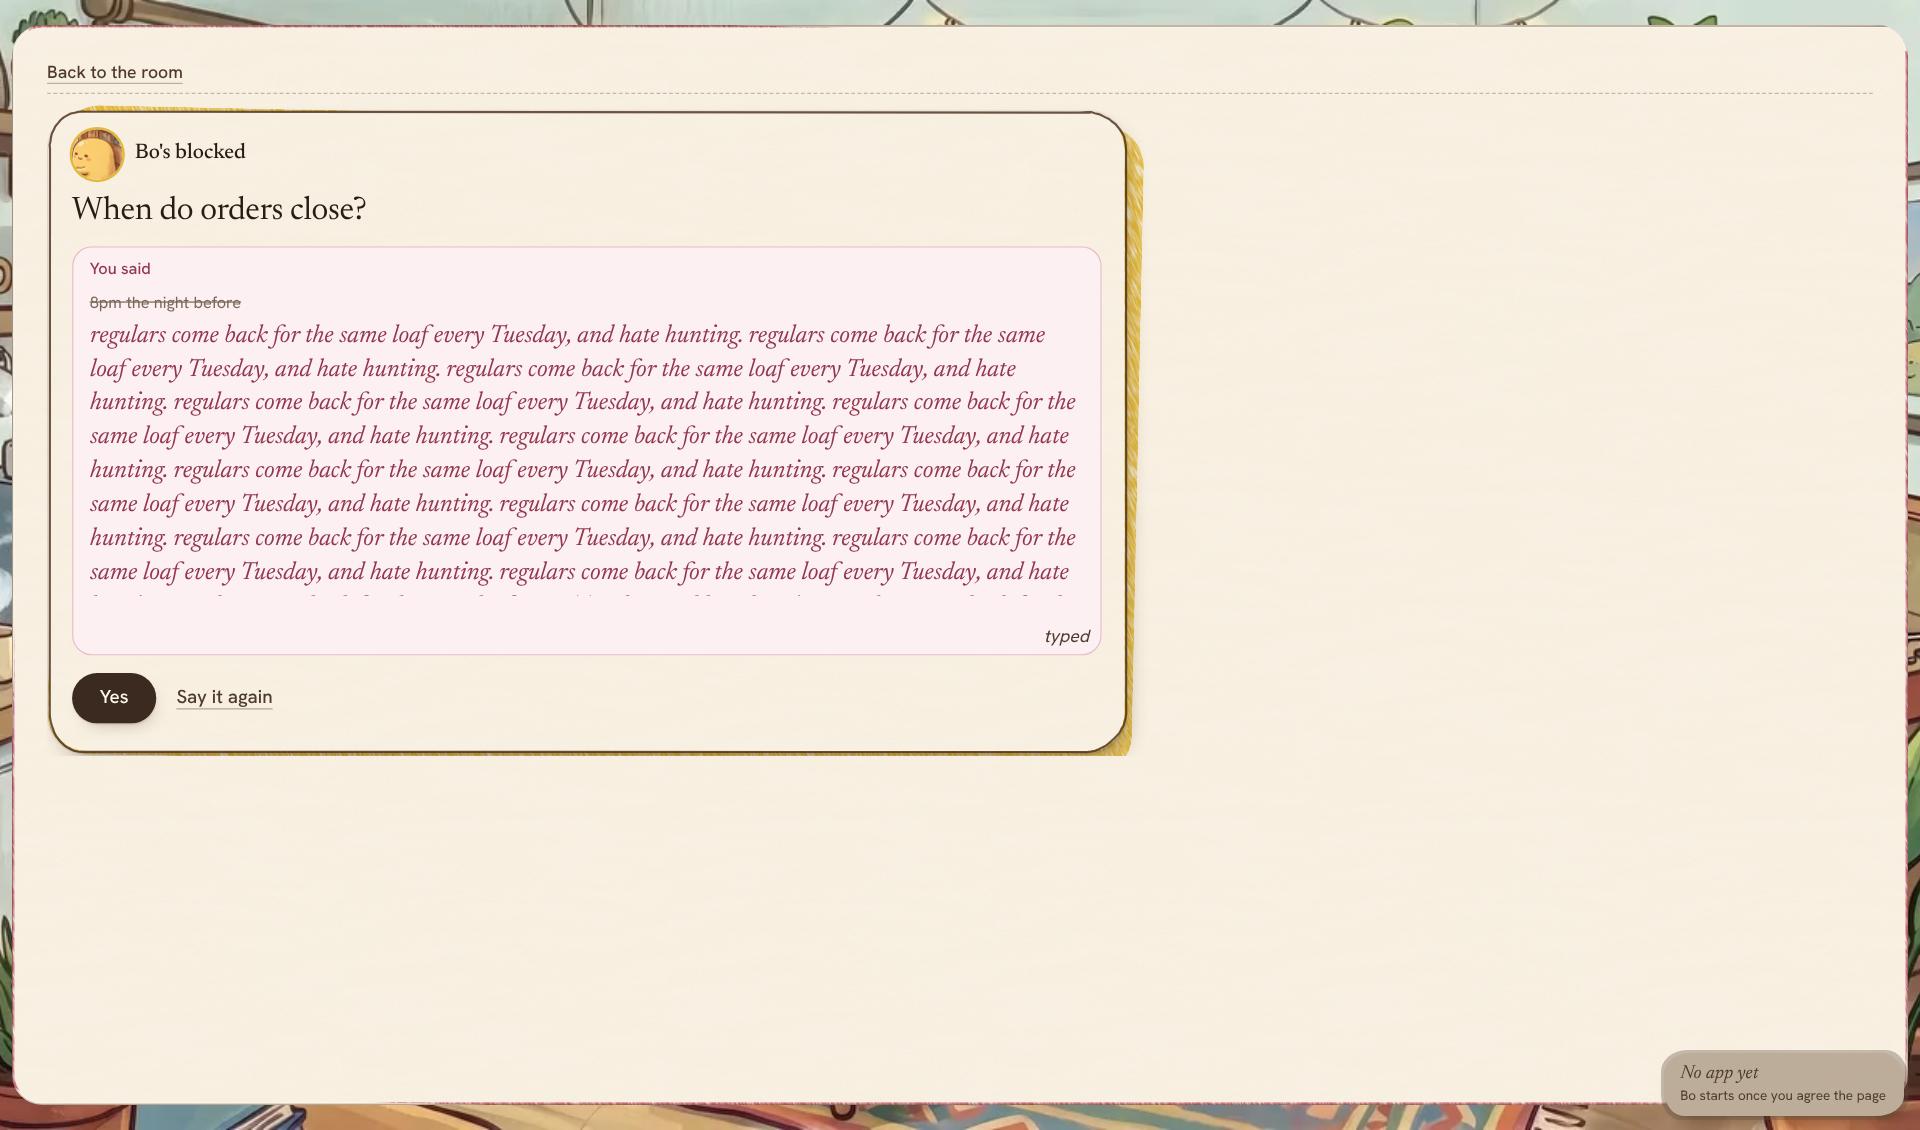 Back to the room
Bo's blocked
When do orders close?
You said
8pm the night before
regulars come back for the same loaf every Tuesday, and hate hunting. regulars come back for the same
loaf every Tuesday, and hate hunting. regulars come back for the same loaf every Tuesday, and hate
hunting. regulars come back for the same loaf every Tuesday, and hate hunting. regulars come back for the
same loaf every Tuesday, and hate hunting. regulars come back for the same loaf every Tuesday, and hate
hunting. regulars come back for the same loaf every Tuesday, and hate hunting. regulars come back for the
same loaf every Tuesday, and hate hunting. regulars come back for the same loaf every Tuesday, and hate
hunting. regulars come back for the same loaf every Tuesday, and hate hunting. regulars come back for the
same loaf every Tuesday, and hate hunting. regulars come back for the same loaf every Tuesday, and hate
typed
Yes
Say it again
No app yet
Bo starts once you agree the page